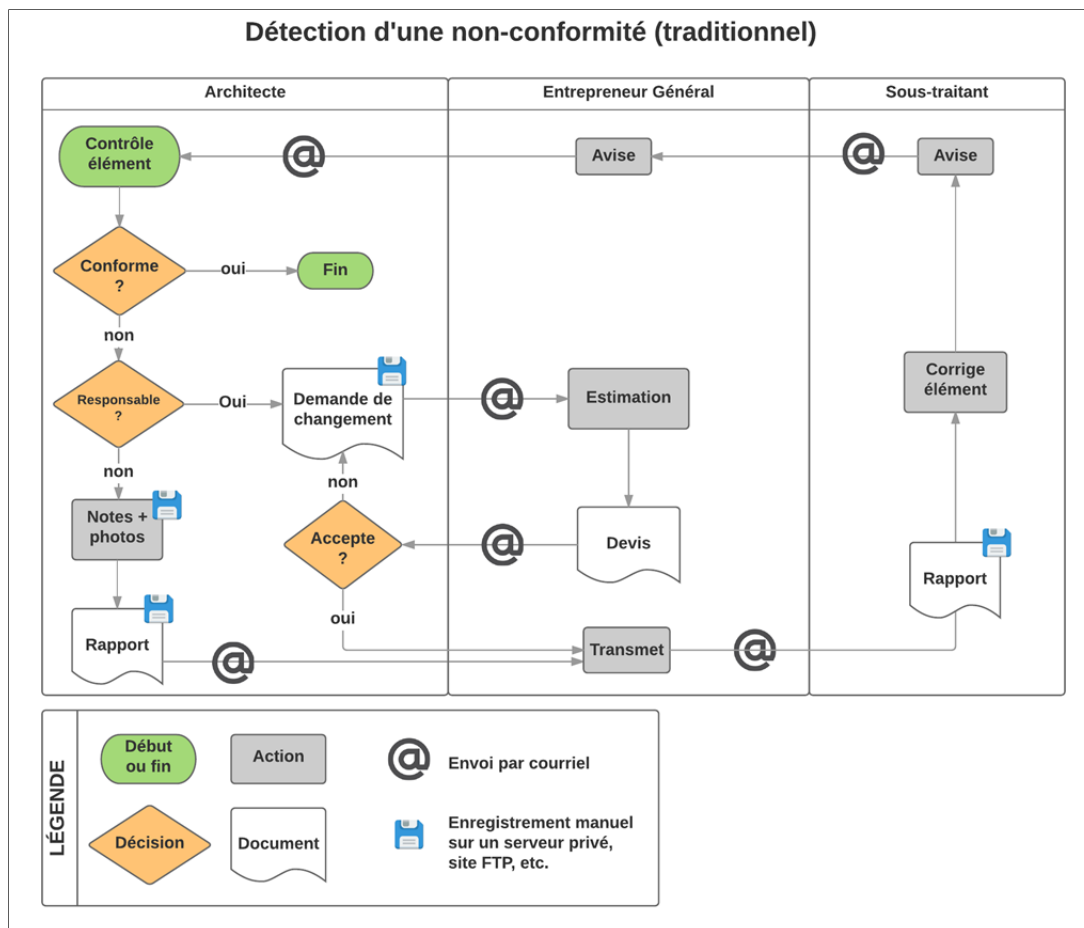 Détection d'une non-conformité (traditionnel)
Architecte
Entrepreneur Général
Sous-traitant
Contrôle
élément
@
Avise
@
Avise
Conforme
?
oui
Fin
non
Responsable
?
Oui
Demande de
changement
@
Estimation
Corrige
élément
non
non
Notes +
photos
Accepte
?
@
Devis
Rapport
oui
Rapport
@
Transmet
@
LÉGENDE
Début
ou fin
Action
@
Envoi par courriel
Décision
Document
Enregistrement manuel
sur un serveur privé,
site FTP, etc.